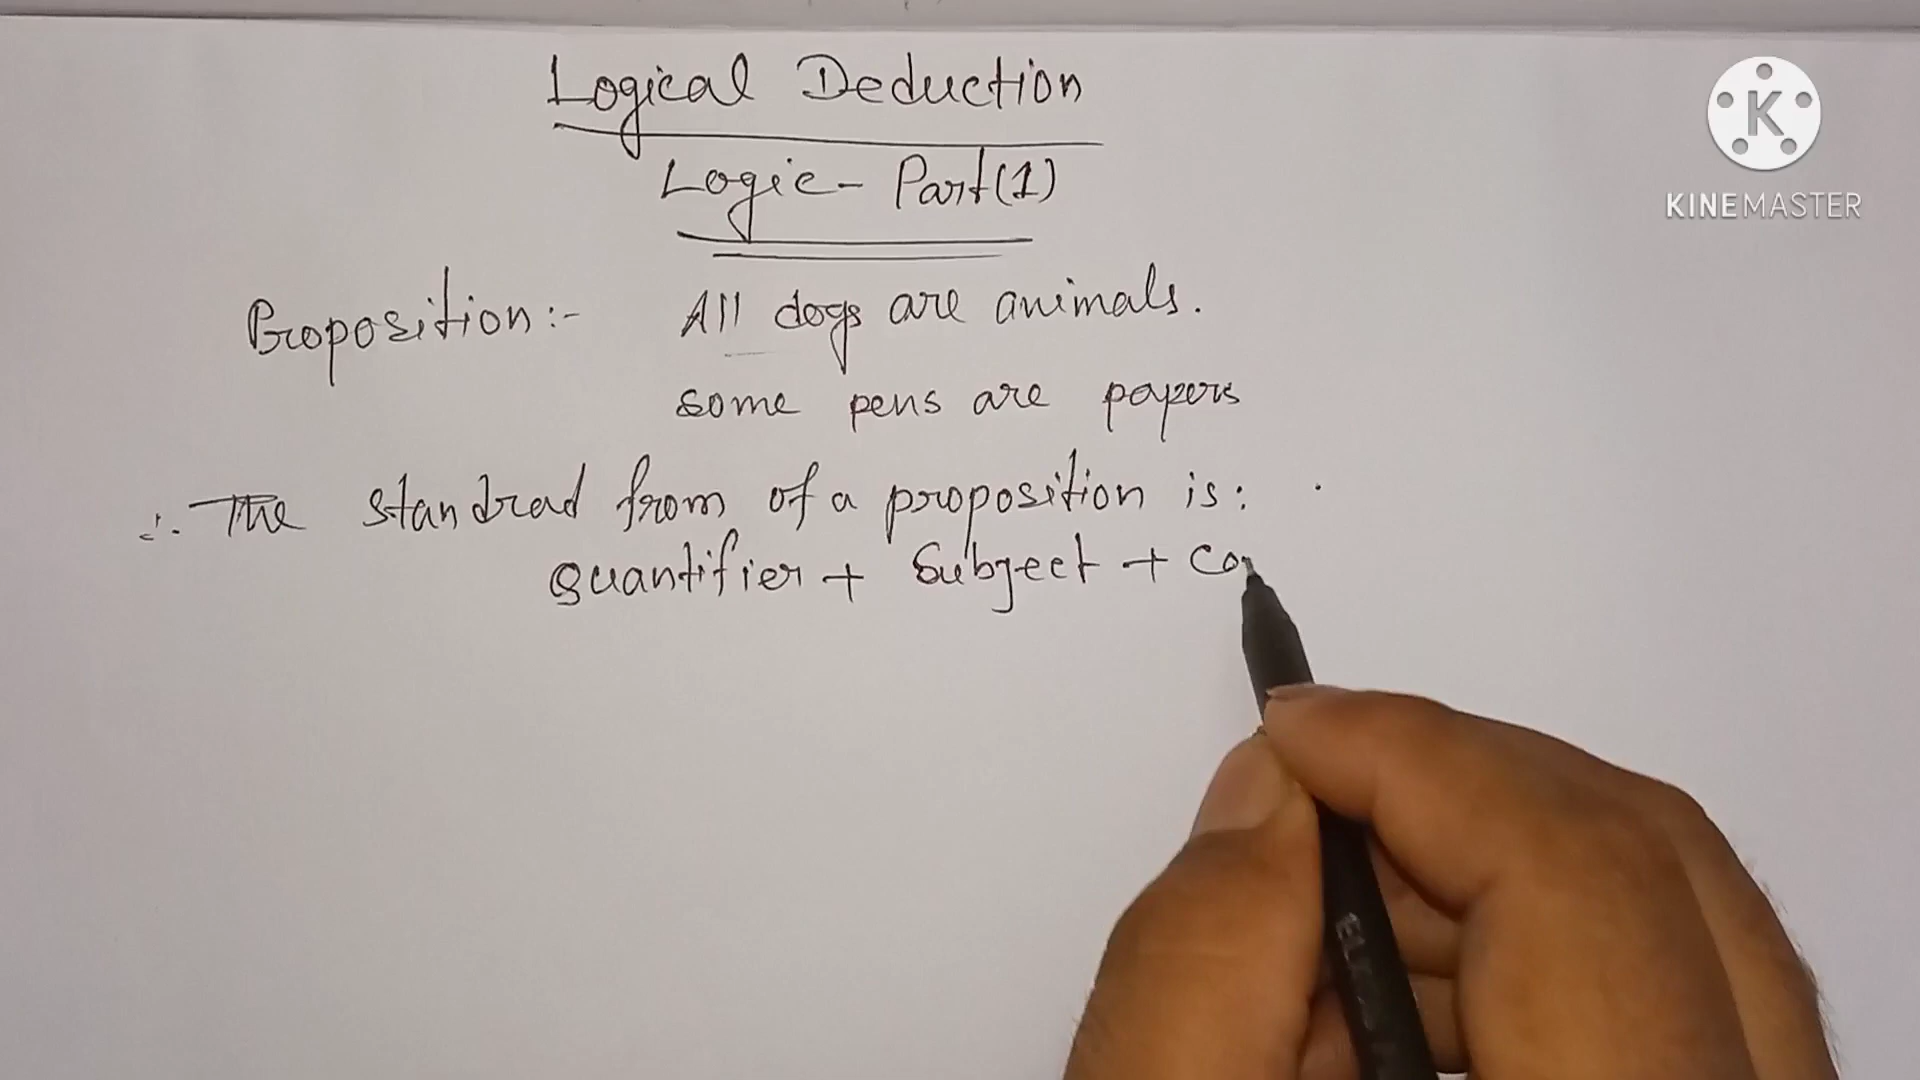 Logical Deduction
Logic- Part(1)
Proposition:- All dogs are animals.
some pens are papers
∴ The standrad from of a proposition is:
quantifier + Subject + Co
K
KINEMASTER